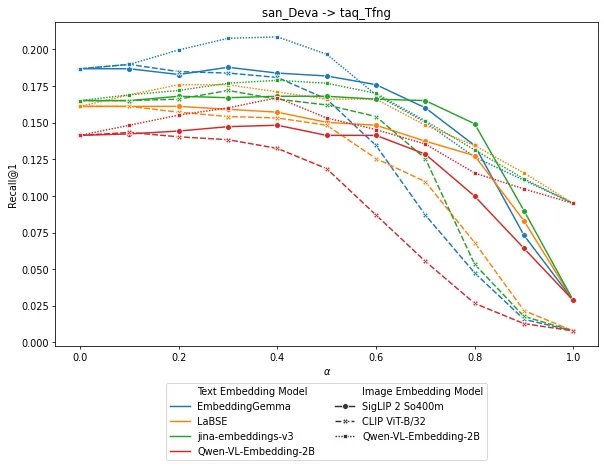 san_Deva -> taq_Tfng
Recall@1
0.200
0.175
0.150
0.125
0.100
0.075
0.050
0.025
0.000
0.0
0.2
0.4
0.6
0.8
1.0
α
Text Embedding Model
EmbeddingGemma
LaBSE
jina-embeddings-v3
Qwen-VL-Embedding-2B
Image Embedding Model
SigLIP 2 So400m
CLIP ViT-B/32
Qwen-VL-Embedding-2B